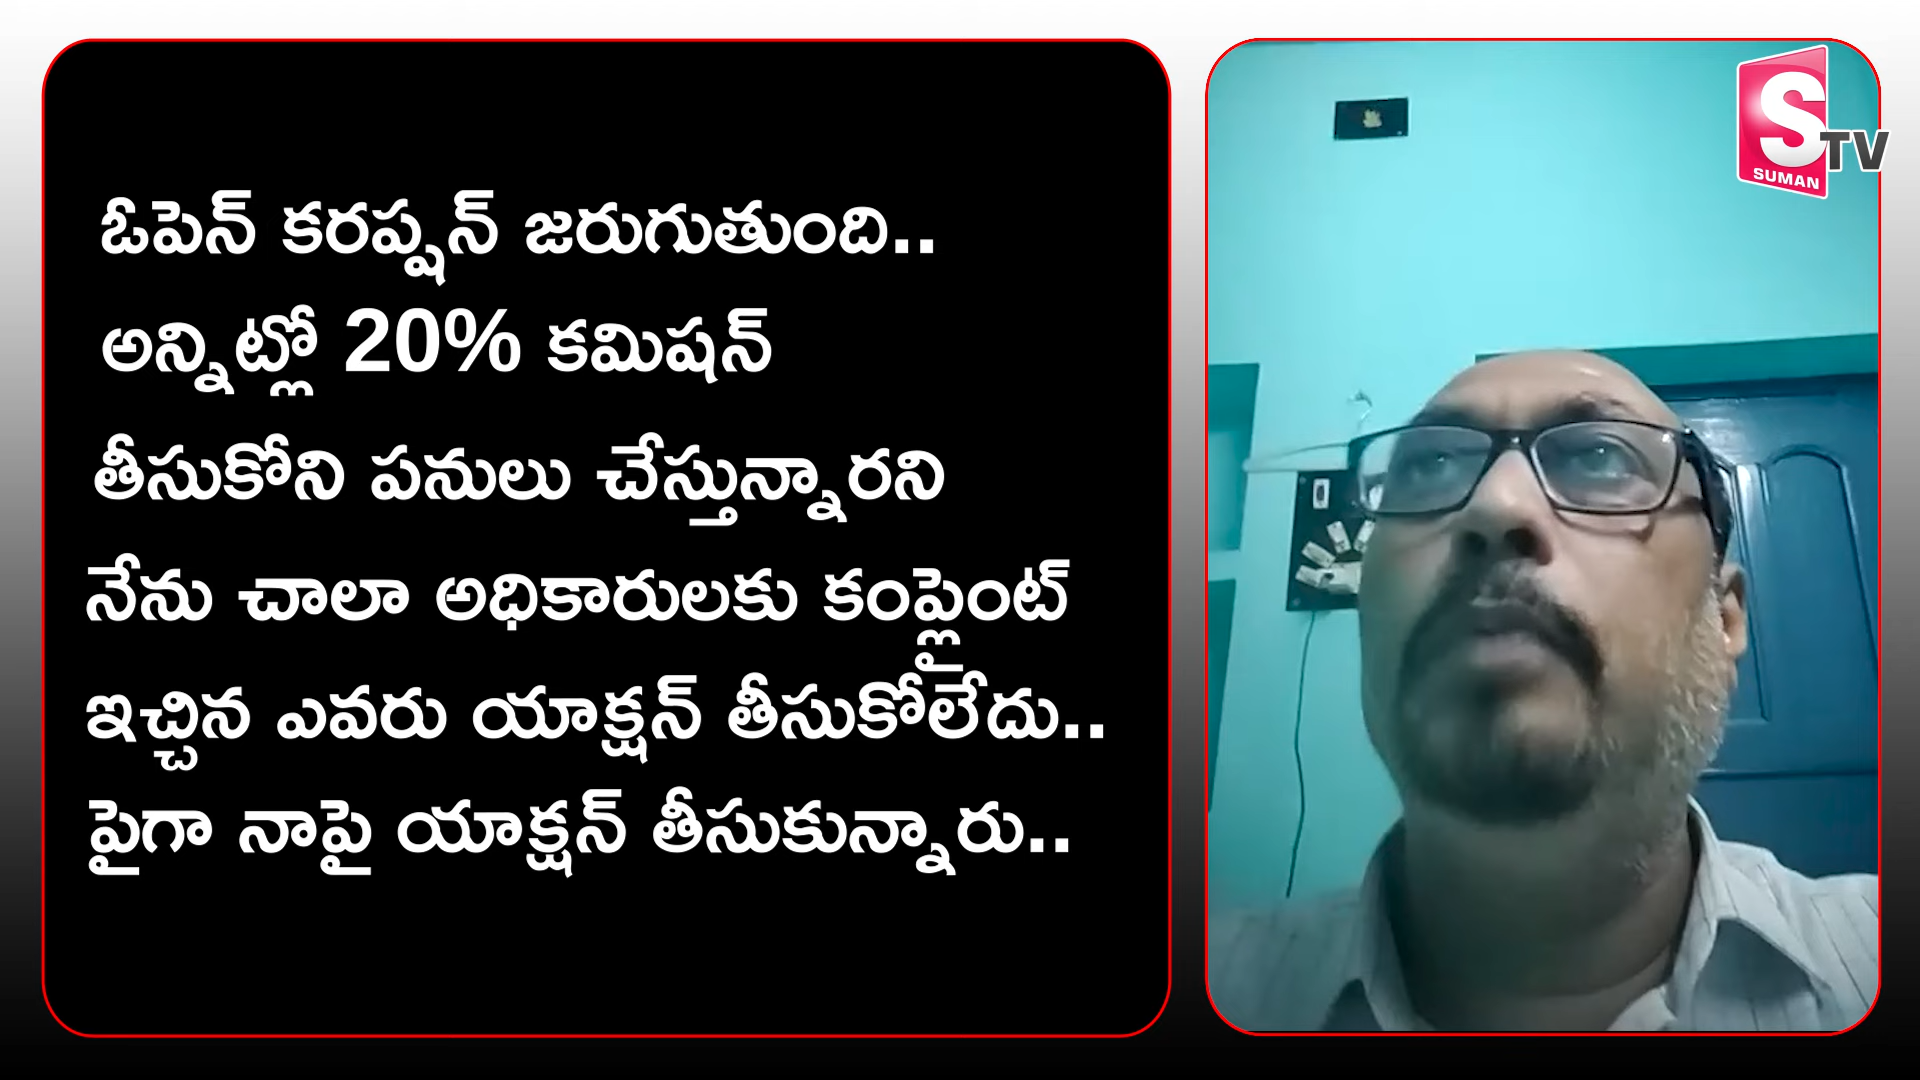 ఓపెన్ కరప్షన్ జరుగుతుంది..
అన్నిట్లో 20% కమిషన్
తీసుకోని పనులు చేస్తున్నారని
నేను చాలా అధికారులకు కంప్లైంట్
ఇచ్చిన ఎవరు యాక్షన్ తీసుకోలేదు..
పైగా నాపై యాక్షన్ తీసుకున్నారు..
S TV
SUMAN